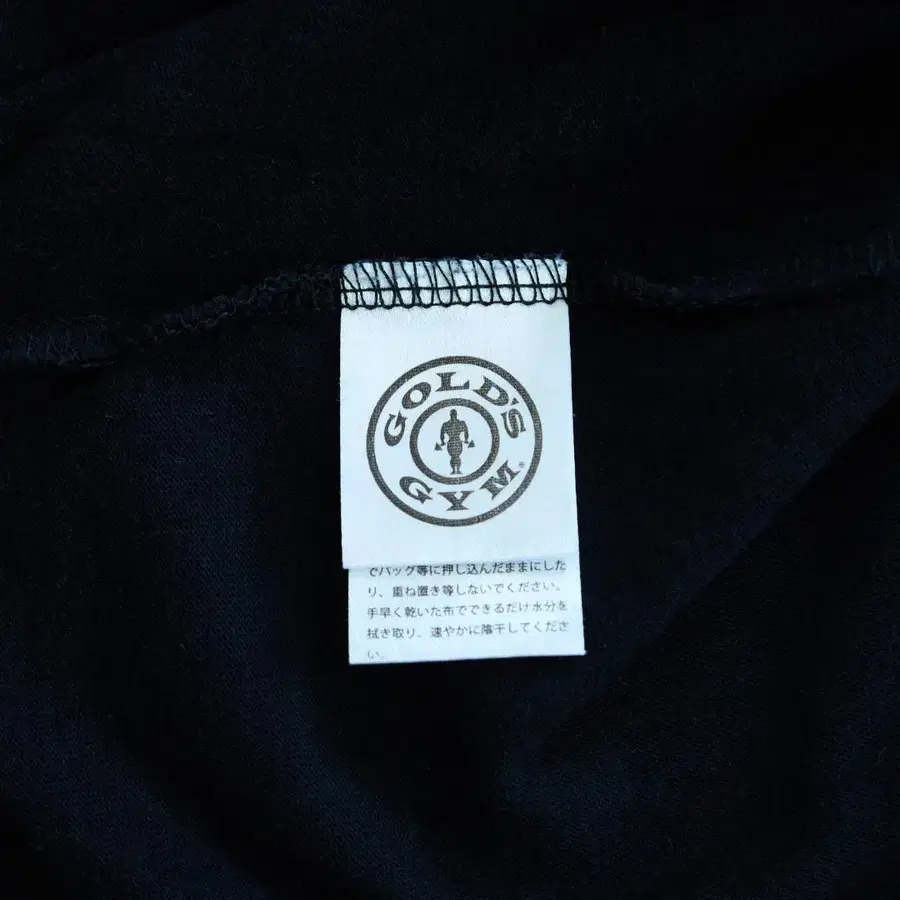 GOLD'S
GYM®
でバッグ等に押し込んだままにした
り、重ね置き等しないでください。
手早く乾いた布でできるだけ水分を
拭き取り、速やかに陰干してくださ
い。